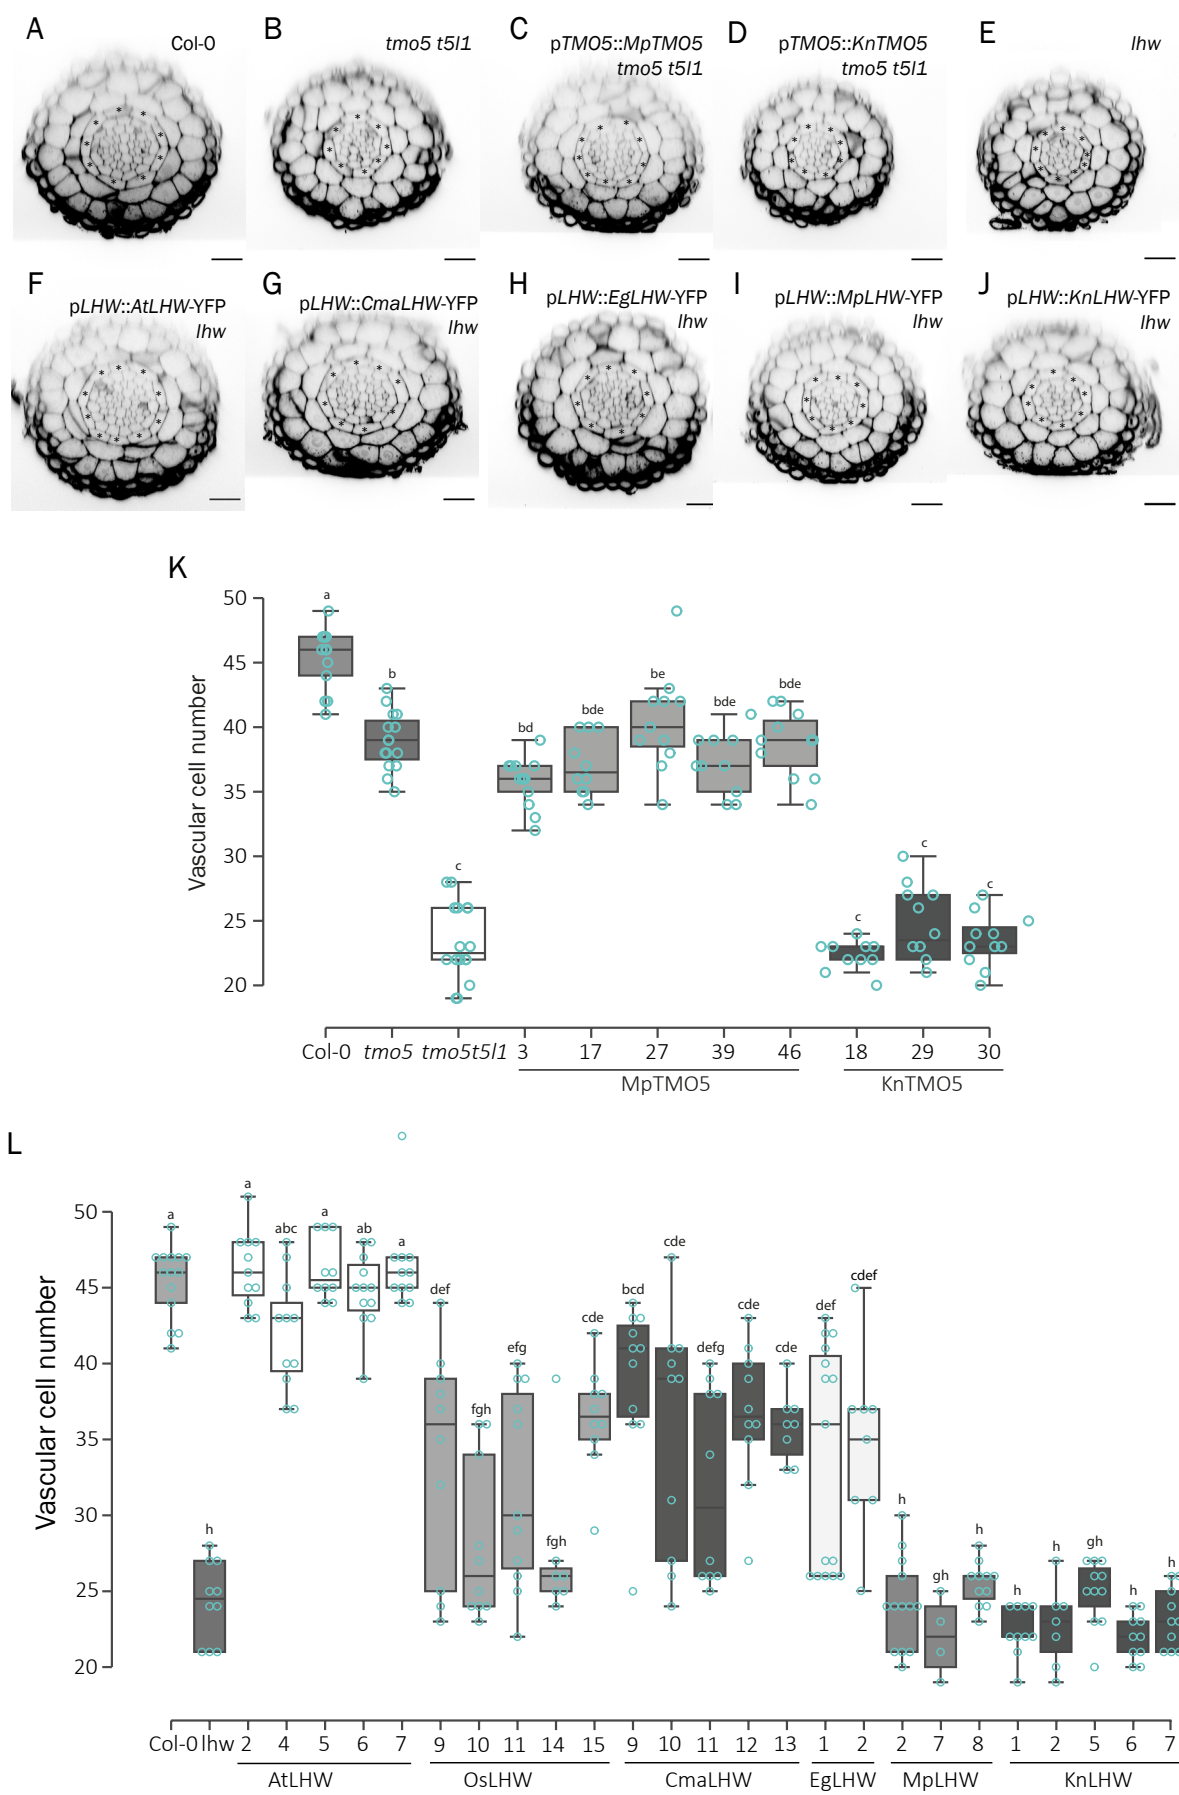 A
Col-0
B
tmo5 t5l1
C
pTMO5::MpTMO5
tmo5 t5l1
D
pTMO5::KnTMO5
tmo5 t5l1
E
lhw
F
pLHW::AtLHW-YFP
lhw
G
pLHW::CmaLHW-YFP
lhw
H
pLHW::EgLHW-YFP
lhw
I
pLHW::MpLHW-YFP
lhw
J
pLHW::KnLHW-YFP
lhw
K
Vascular cell number
50
45
40
35
30
25
20
a
b
c
bd
bde
be
bde
bde
c
c
c
Col-0 tmo5 tmo5t5l1 3 17 27 39 46 18 29 30
MpTMO5 KnTMO5
L
Vascular cell number
50
45
40
35
30
25
20
a
h
a
abc
a
ab
a
def
fgh
efg
fgh
cde
bcd
cde
defg
cde
cde
def
cdef
h
gh
h
h
h
gh
h
h
Col-0 lhw 2 4 5 6 7 9 10 11 14 15 9 10 11 12 13 1 2 2 7 8 1 2 5 6 7
AtLHW OsLHW CmaLHW EgLHW MpLHW KnLHW